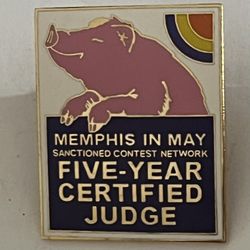 MEMPHIS IN MAY
SANCTIONED CONTEST NETWORK
FIVE-YEAR
CERTIFIED
JUDGE